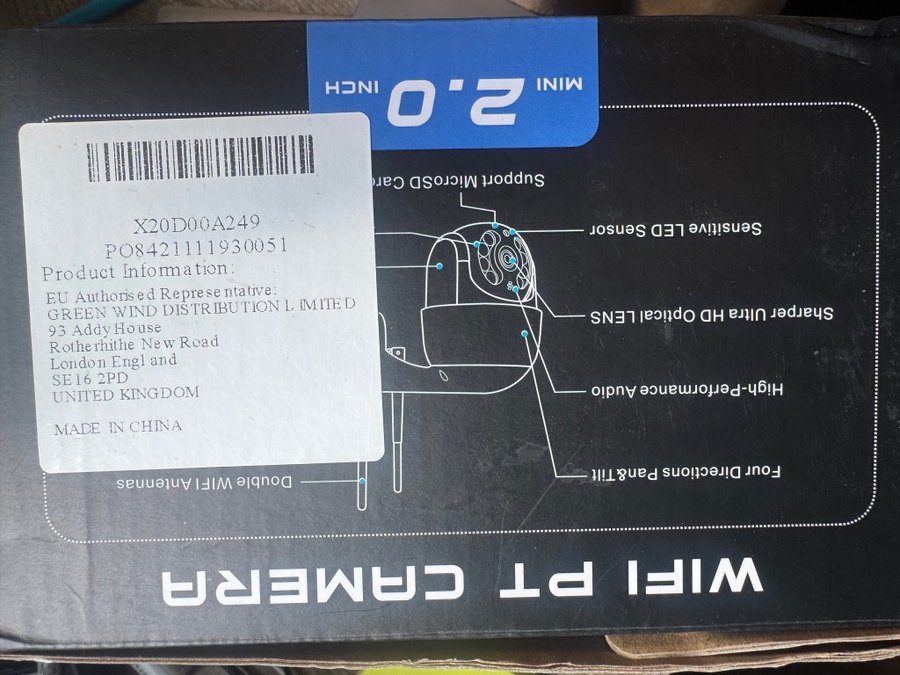 X20D00A249
PO8421111930051
Product Information:
EU Authorised Representative:
GREEN WIND DISTRIBUTION LIMITED
93 Addy House
Rotherhithe New Road
London England
SE16 2PD
UNITED KINGDOM
MADE IN CHINA
WIFI PT CAMERA
Four Directions Pan&Tilt
Double WIFI Antennas
High-Performance Audio
Sharper Ultra HD Optical LENS
Sensitive LED Sensor
Support MicroSD Card
MINI 2.0 INCH